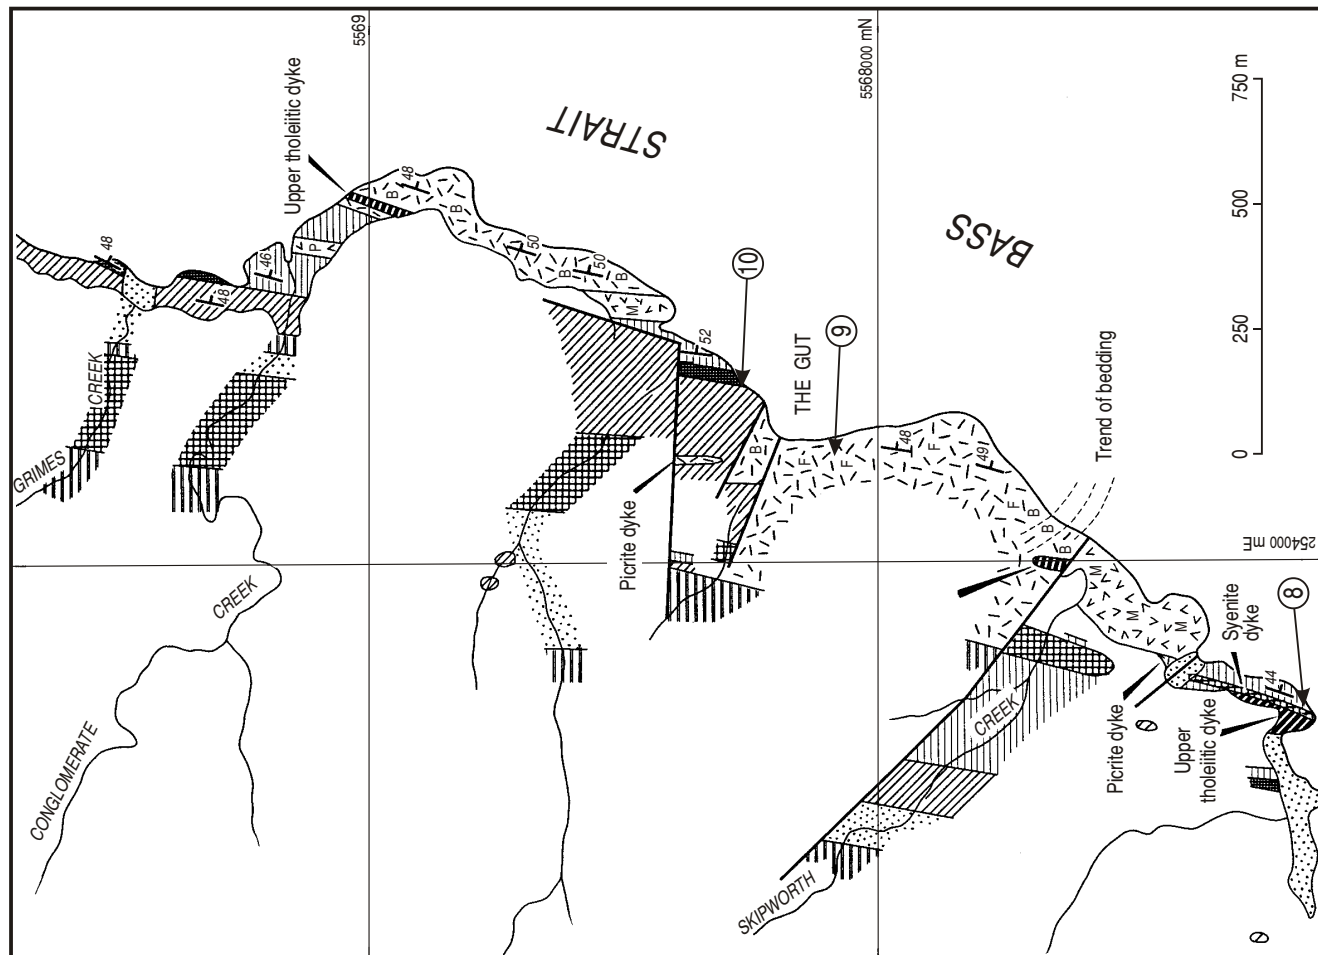 5569
5568000 mN
254000 mE
750 m
500
250
0
STRAIT
BASS
Upper tholeiitic dyke
48
B
48
B
P
46
48
50
B
50
B
B
M
52
10
9
THE GUT
B
F
F
48
F
49
F
B
B
B
Trend of bedding
GRIMES
CREEK
CONGLOMERATE
CREEK
Picrite dyke
SKIPWORTH
CREEK
M
M
M
M
8
Syenite
dyke
44
Picrite dyke
Upper
tholeiitic dyke